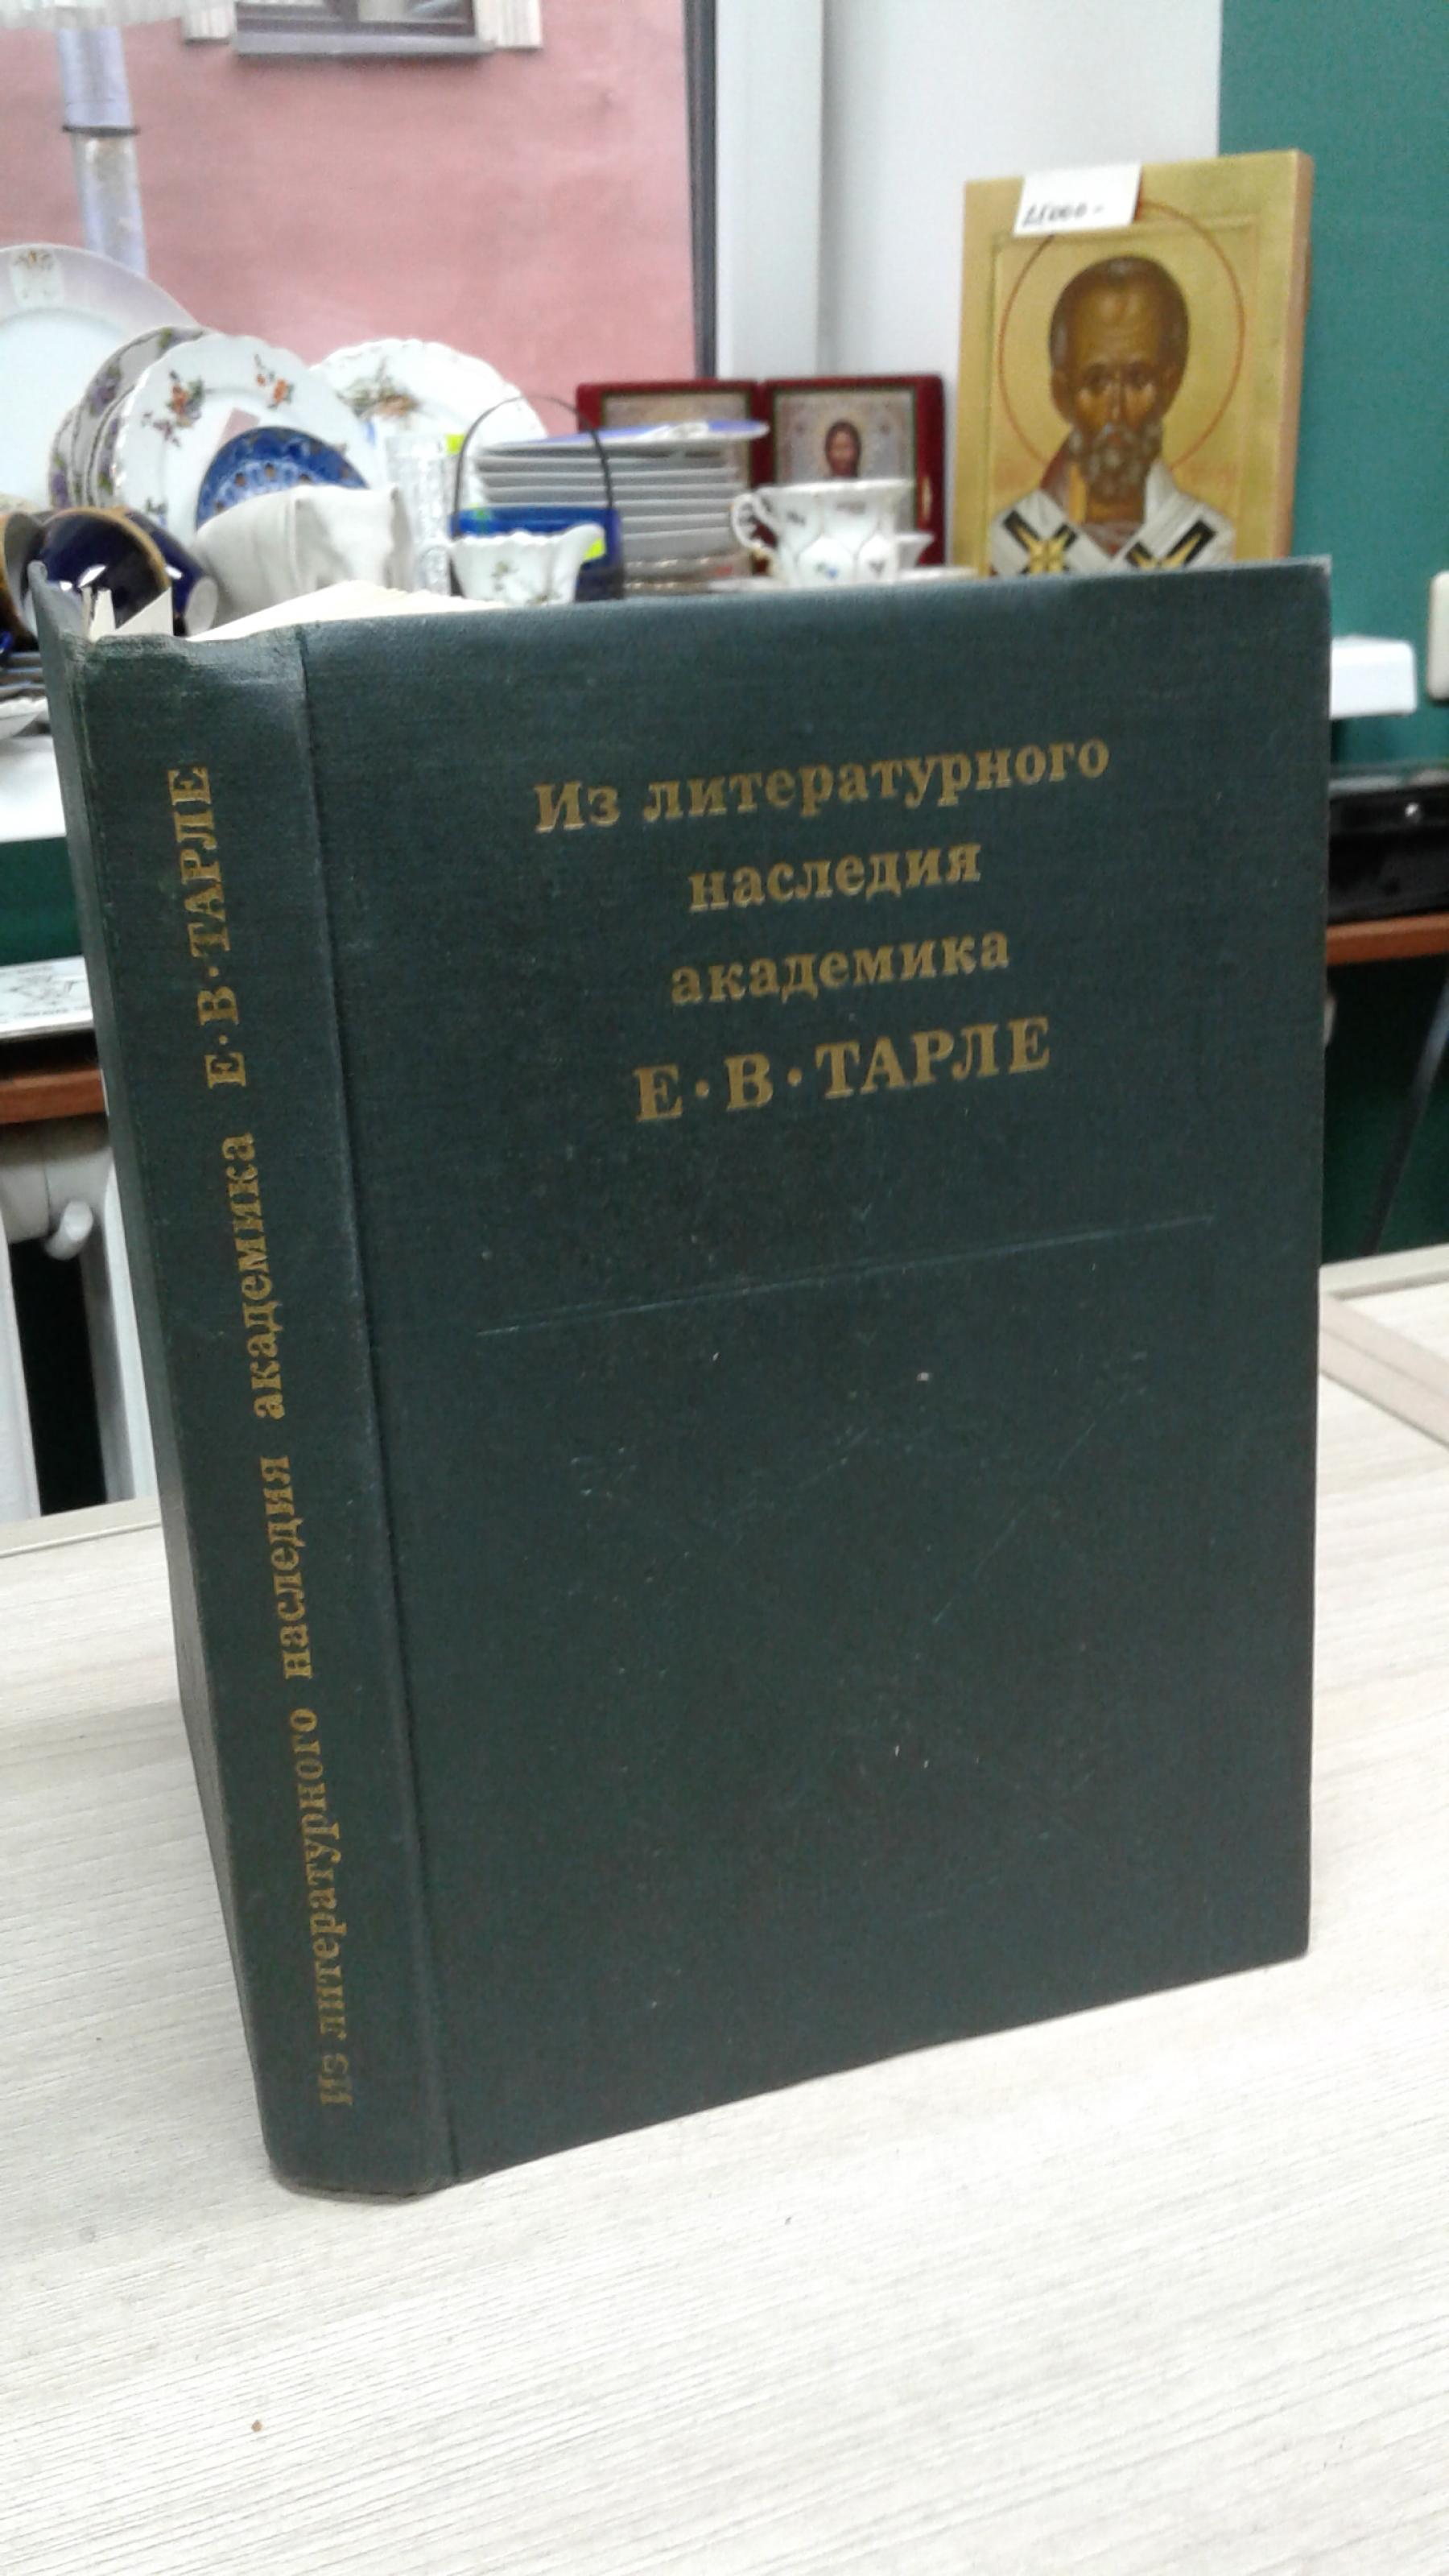 Из литературного
наследия
академика
Е·В·ТАРЛЕ
Из литературного наследия академика Е·В·ТАРЛЕ